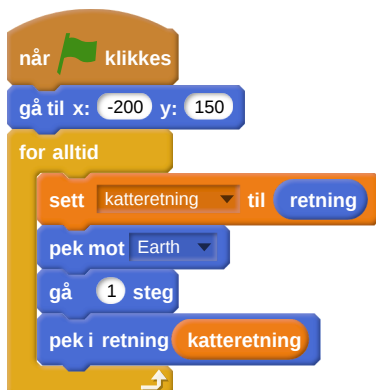 når klikkes
gå til x: -200 y: 150
for alltid
sett katteretning til retning
pek mot Earth
gå 1 steg
pek i retning katteretning